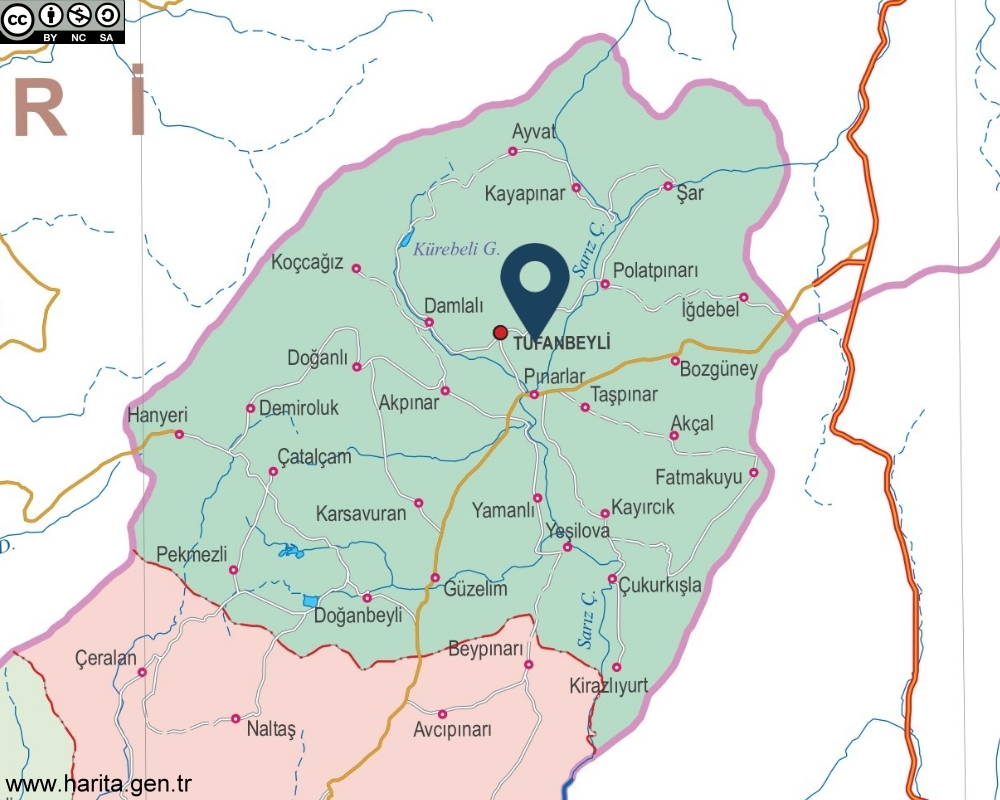 cc
BY NC SA
R İ
Ayvat
Kayapınar
Şar
Sarız Ç.
Kürebeli G.
Koçcağız
Polatpınarı
Damlalı
İğdebel
TUFANBEYLİ
Doğanlı
Bozgüney
Pınarlar
Taşpınar
Akpınar
Demiroluk
Hanyeri
Akçal
Çatalçam
Fatmakuyu
Karsavuran
Yamanlı
Kayırcık
Yeşilova
D.
Pekmezli
Güzelim
Çukurkışla
Doğanbeyli
Sarız Ç.
Beypınarı
Çeralan
Kirazlıyurt
Naltaş
Avcıpınarı
www.harita.gen.tr